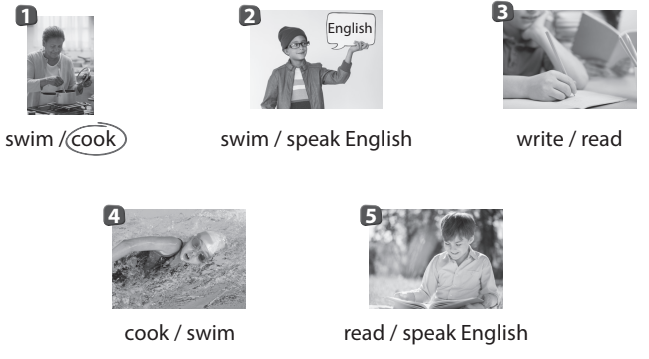 1
2
English
3
swim / cook
swim / speak English
write / read
4
5
cook / swim
read / speak English